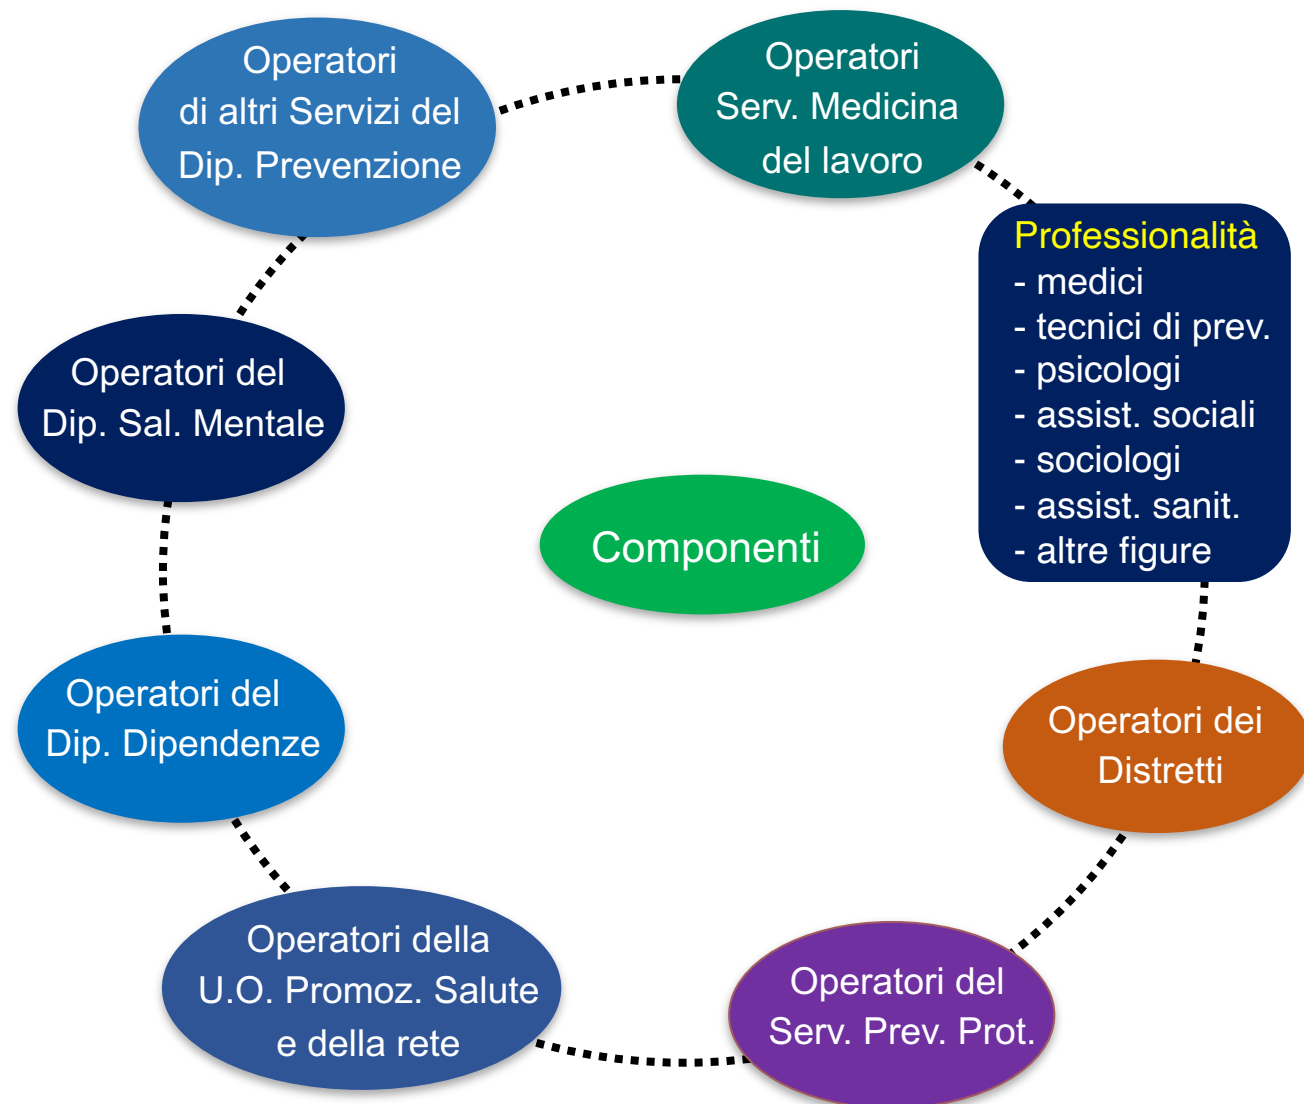 Operatori
di altri Servizi del
Dip. Prevenzione
Operatori
Serv. Medicina
del lavoro
Professionalità
- medici
- tecnici di prev.
- psicologi
- assist. sociali
- sociologi
- assist. sanit.
- altre figure
Operatori del
Dip. Sal. Mentale
Componenti
Operatori del
Dip. Dipendenze
Operatori dei
Distretti
Operatori della
U.O. Promoz. Salute
e della rete
Operatori del
Serv. Prev. Prot.